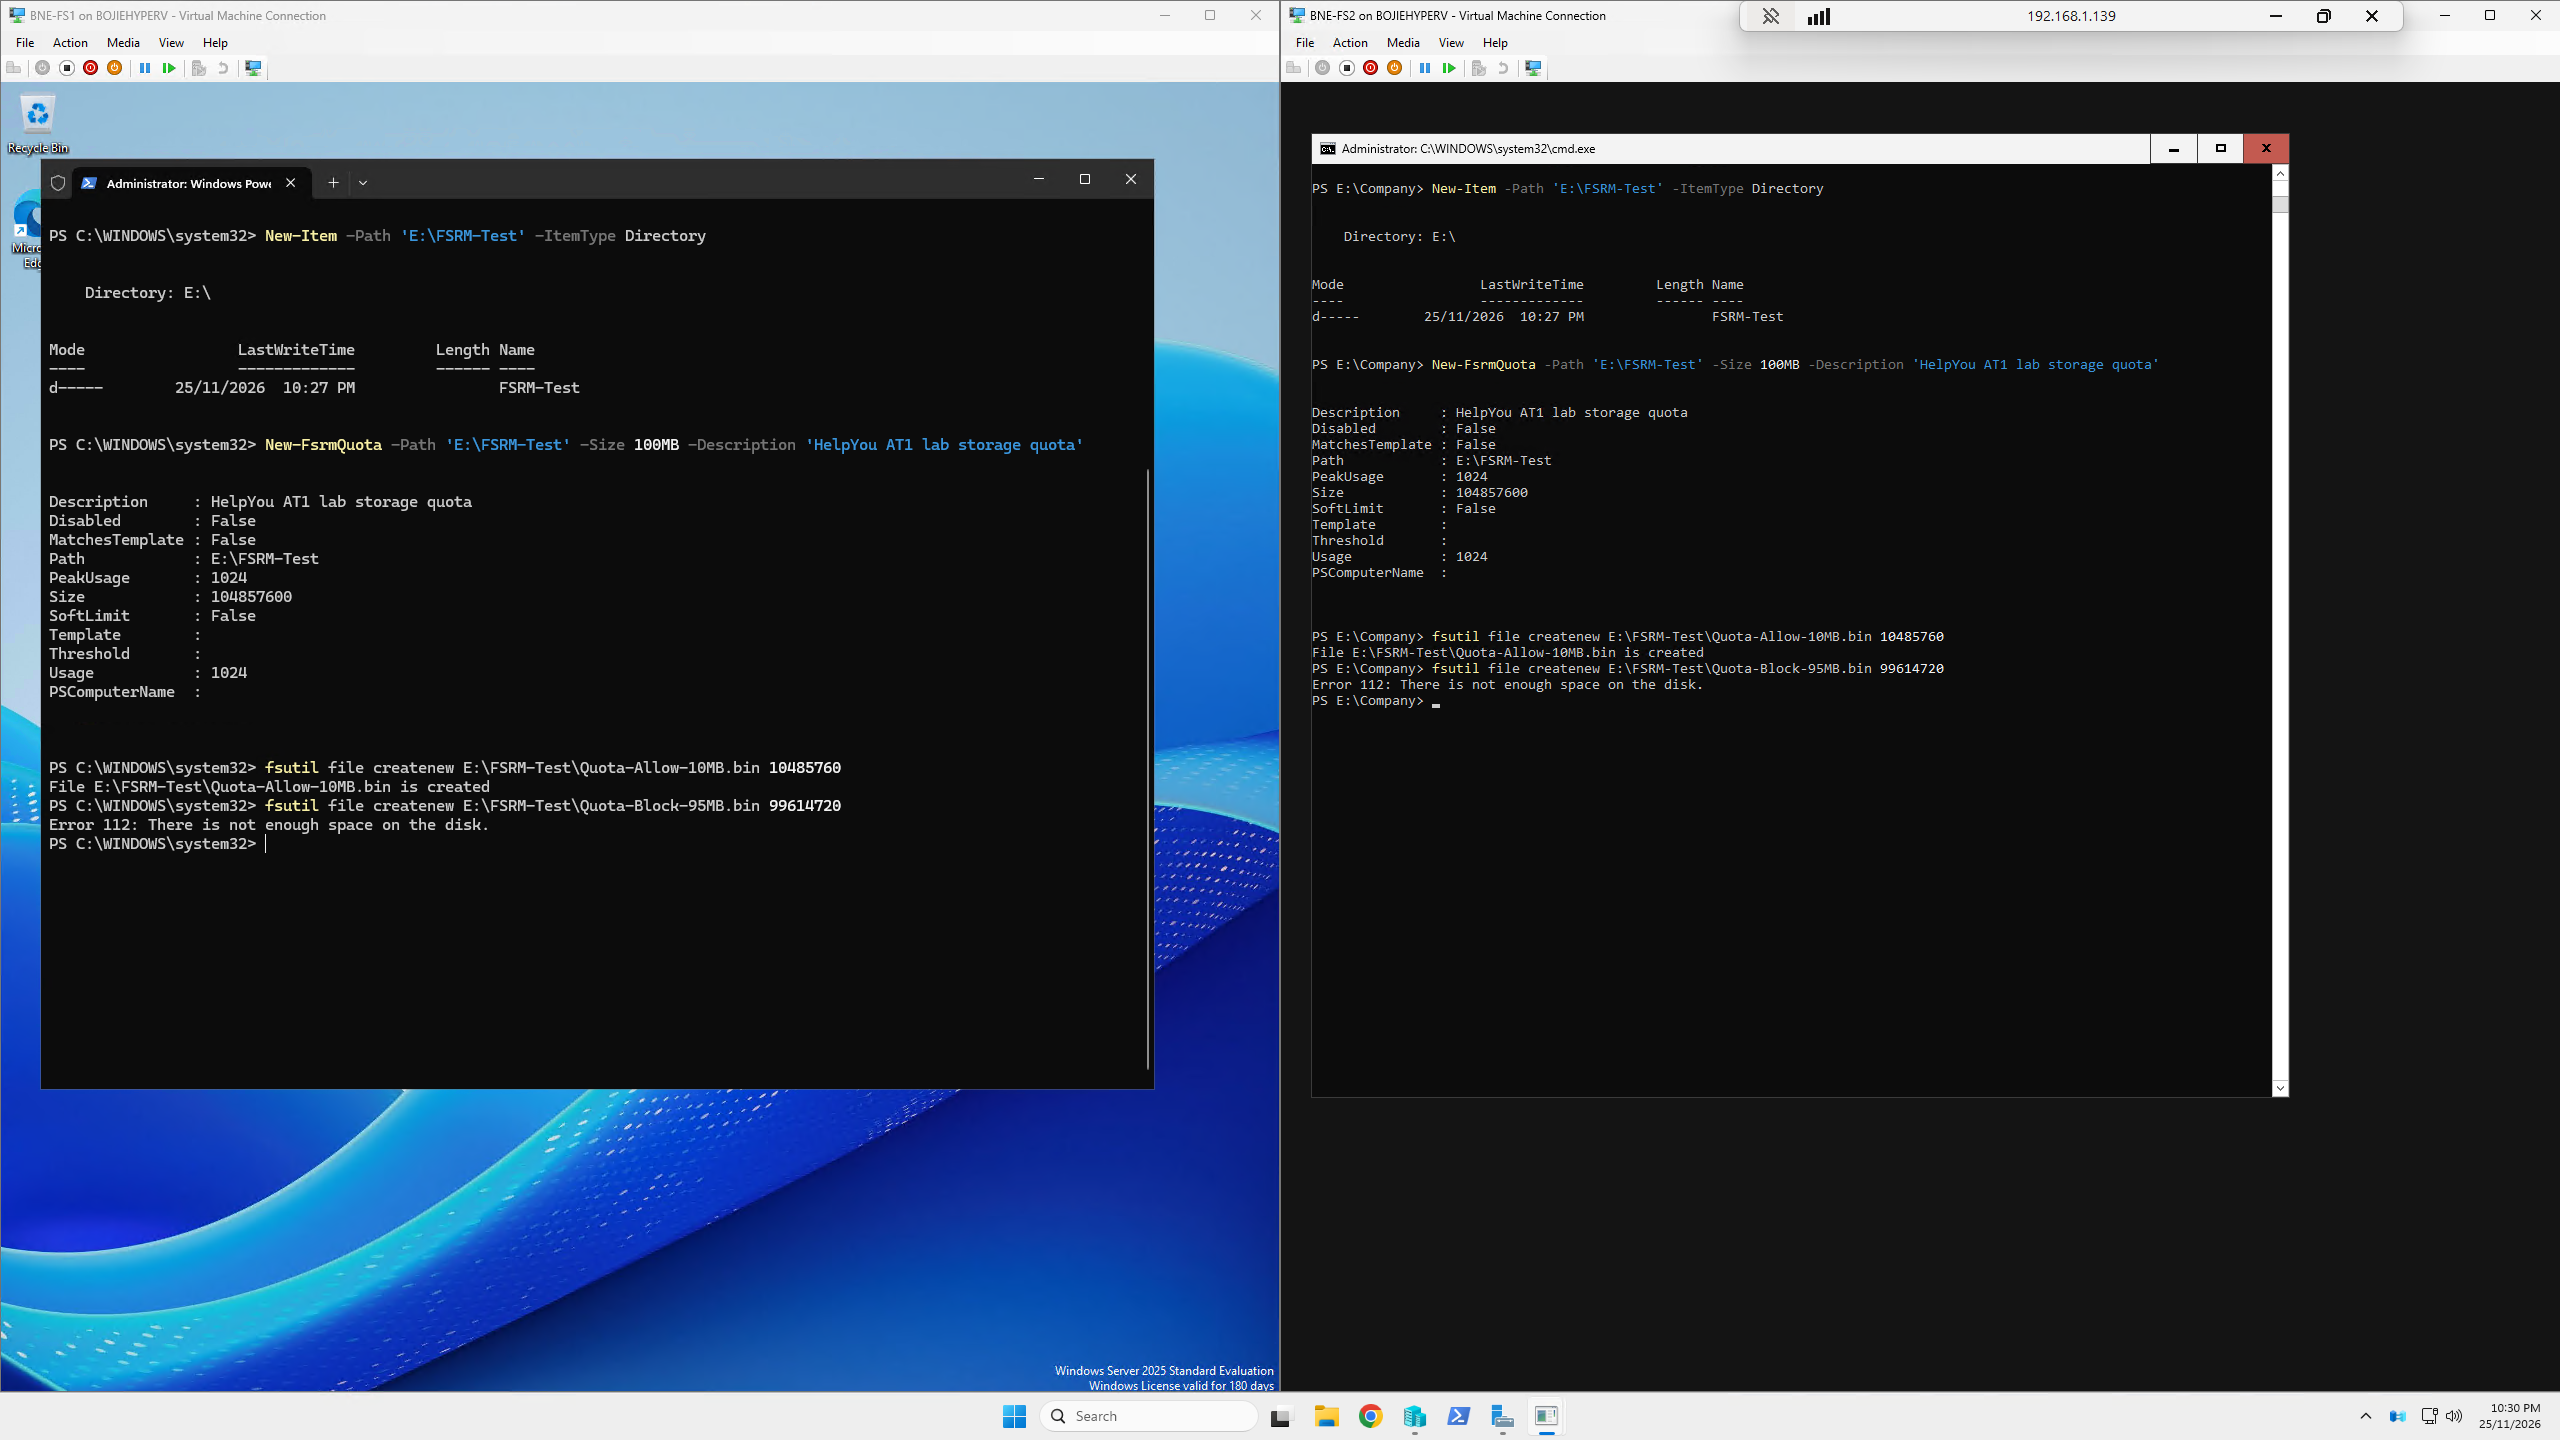 BNE-FS1 on BOJIEHYPERV - Virtual Machine Connection
File Action Media View Help
Recycle Bin
Micro
Edg
Administrator: Windows Powe
PS C:\WINDOWS\system32> New-Item -Path 'E:\FSRM-Test' -ItemType Directory
Directory: E:\
Mode LastWriteTime Length Name
---- ------------- ------ ----
d----- 25/11/2026 10:27 PM FSRM-Test
PS C:\WINDOWS\system32> New-FsrmQuota -Path 'E:\FSRM-Test' -Size 100MB -Description 'HelpYou AT1 lab storage quota'
Description : HelpYou AT1 lab storage quota
Disabled : False
MatchesTemplate : False
Path : E:\FSRM-Test
PeakUsage : 1024
Size : 104857600
SoftLimit : False
Template :
Threshold :
Usage : 1024
PSComputerName :
PS C:\WINDOWS\system32> fsutil file createnew E:\FSRM-Test\Quota-Allow-10MB.bin 10485760
File E:\FSRM-Test\Quota-Allow-10MB.bin is created
PS C:\WINDOWS\system32> fsutil file createnew E:\FSRM-Test\Quota-Block-95MB.bin 99614720
Error 112: There is not enough space on the disk.
PS C:\WINDOWS\system32>
Windows Server 2025 Standard Evaluation
Windows License valid for 180 days
BNE-FS2 on BOJIEHYPERV - Virtual Machine Connection
192.168.1.139
File Action Media View Help
Administrator: C:\WINDOWS\system32\cmd.exe
PS E:\Company> New-Item -Path 'E:\FSRM-Test' -ItemType Directory
Directory: E:\
Mode LastWriteTime Length Name
---- ------------- ------ ----
d----- 25/11/2026 10:27 PM FSRM-Test
PS E:\Company> New-FsrmQuota -Path 'E:\FSRM-Test' -Size 100MB -Description 'HelpYou AT1 lab storage quota'
Description : HelpYou AT1 lab storage quota
Disabled : False
MatchesTemplate : False
Path : E:\FSRM-Test
PeakUsage : 1024
Size : 104857600
SoftLimit : False
Template :
Threshold :
Usage : 1024
PSComputerName :
PS E:\Company> fsutil file createnew E:\FSRM-Test\Quota-Allow-10MB.bin 10485760
File E:\FSRM-Test\Quota-Allow-10MB.bin is created
PS E:\Company> fsutil file createnew E:\FSRM-Test\Quota-Block-95MB.bin 99614720
Error 112: There is not enough space on the disk.
PS E:\Company>
Search
10:30 PM
25/11/2026